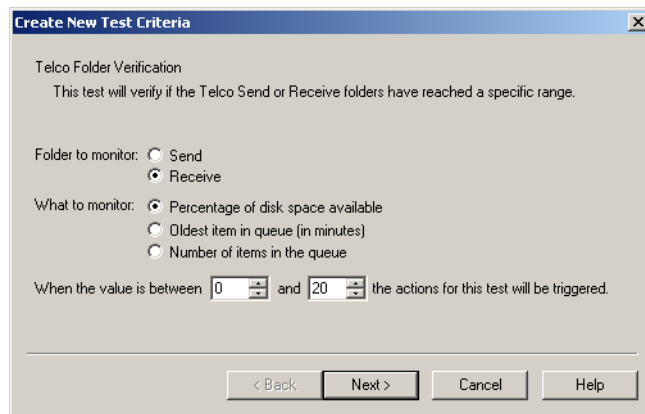 Create New Test Criteria
Telco Folder Verification
This test will verify if the Telco Send or Receive folders have reached a specific range.
Folder to monitor: Send
Receive
What to monitor: Percentage of disk space available
Oldest item in queue (in minutes)
Number of items in the queue
When the value is between 0 and 20 the actions for this test will be triggered.
< Back Next > Cancel Help